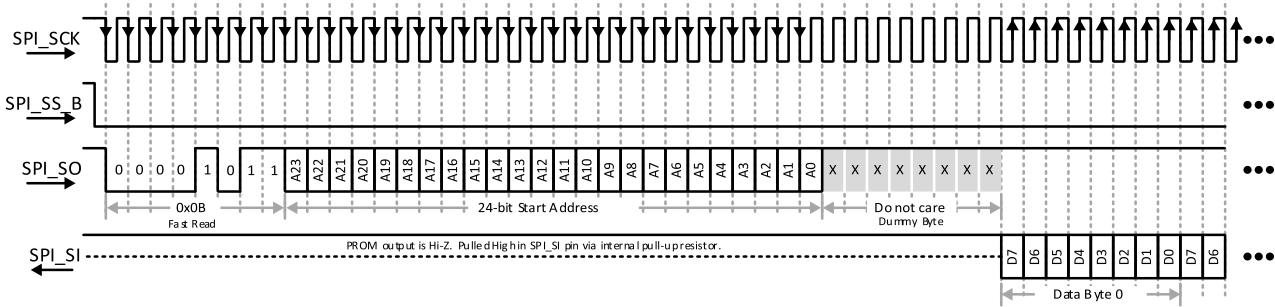 SPI_SCK
SPI_SS_B
SPI_SO
0 0 0 0 1 0 1 1 A23 A22 A21 A20 A19 A18 A17 A16 A15 A14 A13 A12 A11 A10 A9 A8 A7 A6 A5 A4 A3 A2 A1 A0 X X X X X X X X
0x0B 24-bit Start Address Do not care
Fast Read Dummy Byte
PROM output is Hi-Z. Pulled High in SPI_SI pin via internal pull-up resistor.
SPI_SI
D7 D6 D5 D4 D3 D2 D1 D0 D7 D6
Data Byte 0